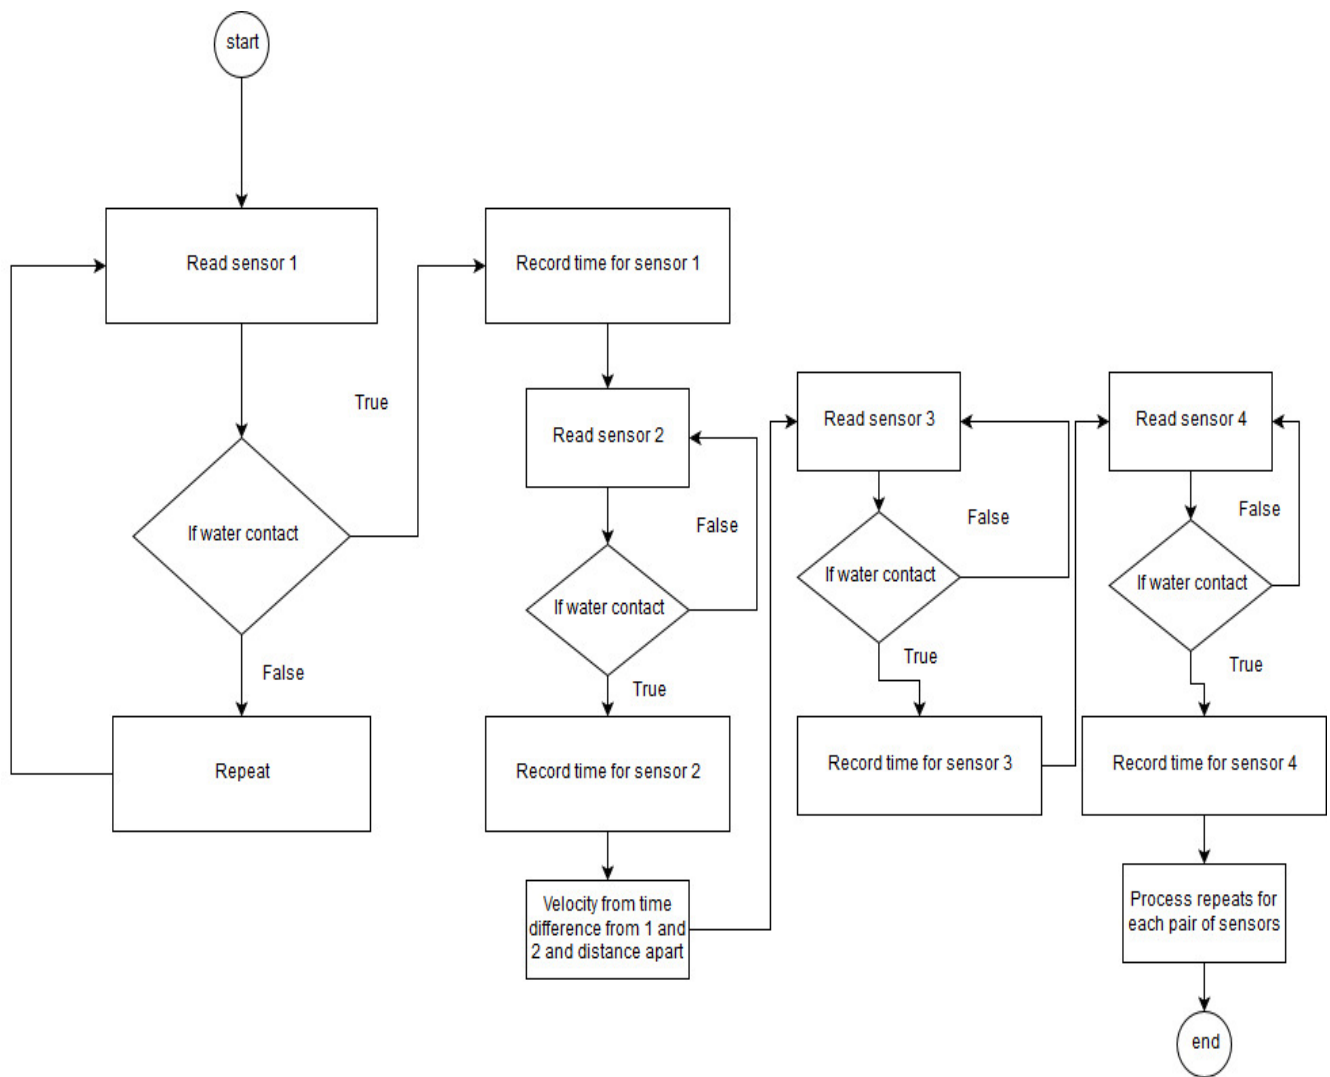 start
Read sensor 1
If water contact
True
False
Repeat
Record time for sensor 1
Read sensor 2
If water contact
False
True
Record time for sensor 2
Velocity from time
difference from 1 and
2 and distance apart
Read sensor 3
If water contact
False
True
Record time for sensor 3
Read sensor 4
If water contact
False
True
Record time for sensor 4
Process repeats for
each pair of sensors
end